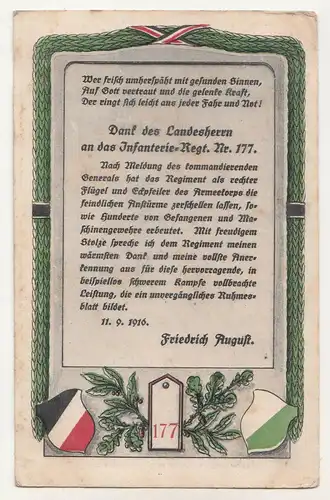 Wer frisch umherspäht mit gesunden Sinnen,
Auf Gott vertraut und die gelenke Kraft,
Der ringt sich leicht aus jeder Fahr und Not!
Dank des Landesherrn
an das Infanterie-Regt. Nr. 177.
Nach Meldung des kommandierenden
Generals hat das Regiment als rechter
Flügel und Eckpfeiler des Armeekorps die
feindlichen Anstürme zerschellen lassen, so-
wie Hunderte von Gefangenen und Ma-
schinengewehre erbeutet. Mit freudigem
Stolze spreche ich dem Regiment meinen
wärmsten Dank und meine vollste Aner-
kennung aus für diese hervorragende, in
beispiellos schwerem Kampfe vollbrachte
Leistung, die ein unvergängliches Ruhmes-
blatt bildet.
11. 9. 1916.
Friedrich August.
177